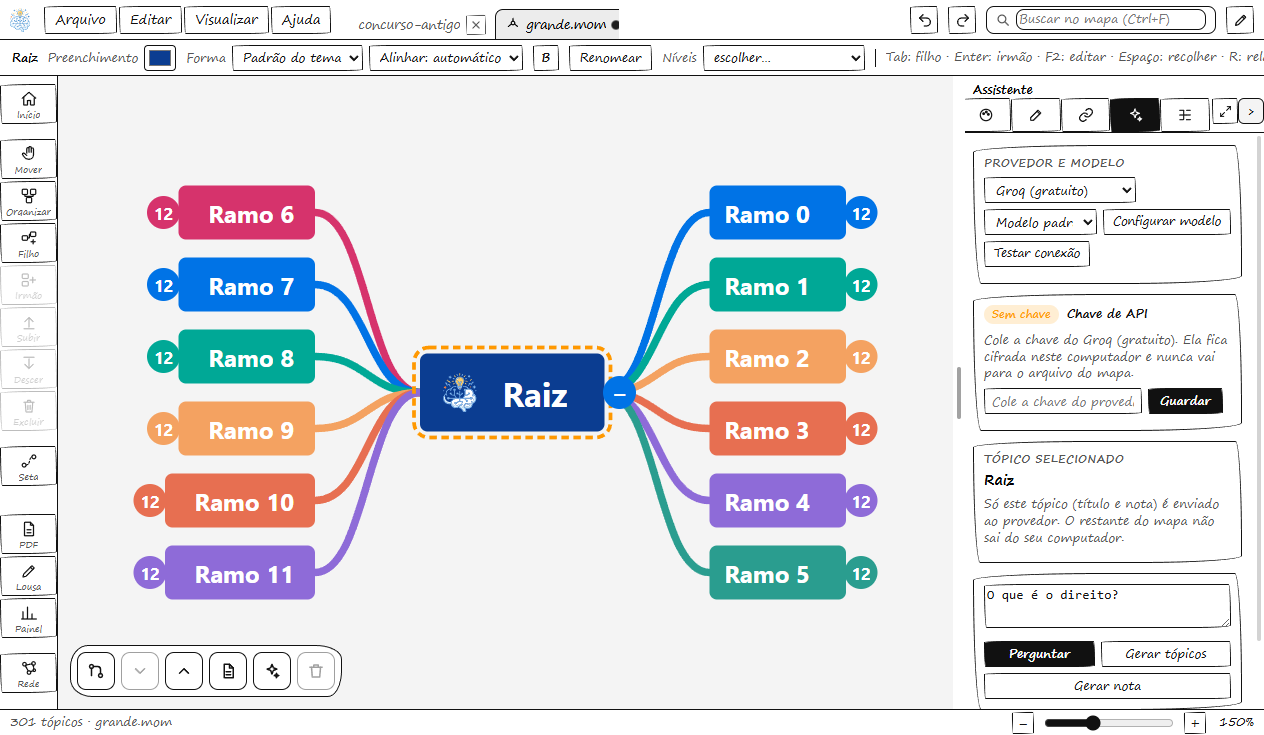 Arquivo Editar Visualizar Ajuda concurso-antigo grande.mom Buscar no mapa (Ctrl+F)
Raiz Preenchimento Forma Padrão do tema Alinhar: automático B Renomear Níveis escolher... Tab: filho · Enter: irmão · F2: editar · Espaço: recolher · R: rel
Início
Mover
Organizar
Filho
Irmão
Subir
Descer
Excluir
Seta
PDF
Lousa
Painel
Rede
12 Ramo 6
12 Ramo 7
12 Ramo 8
12 Ramo 9
12 Ramo 10
12 Ramo 11
Raiz
Ramo 0 12
Ramo 1 12
Ramo 2 12
Ramo 3 12
Ramo 4 12
Ramo 5 12
Assistente
PROVEDOR E MODELO
Groq (gratuito)
Modelo padr Configurar modelo
Testar conexão
Sem chave Chave de API
Cole a chave do Groq (gratuito). Ela fica
cifrada neste computador e nunca vai
para o arquivo do mapa.
Cole a chave do proved Guardar
TÓPICO SELECIONADO
Raiz
Só este tópico (título e nota) é enviado
ao provedor. O restante do mapa não
sai do seu computador.
O que é o direito?
Perguntar Gerar tópicos
Gerar nota
301 tópicos · grande.mom 150%